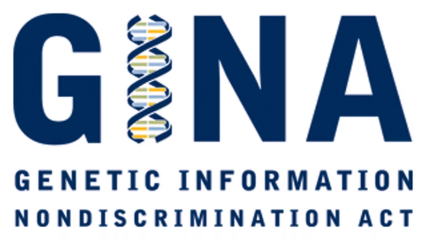 GINA
GENETIC INFORMATION
NONDISCRIMINATION ACT